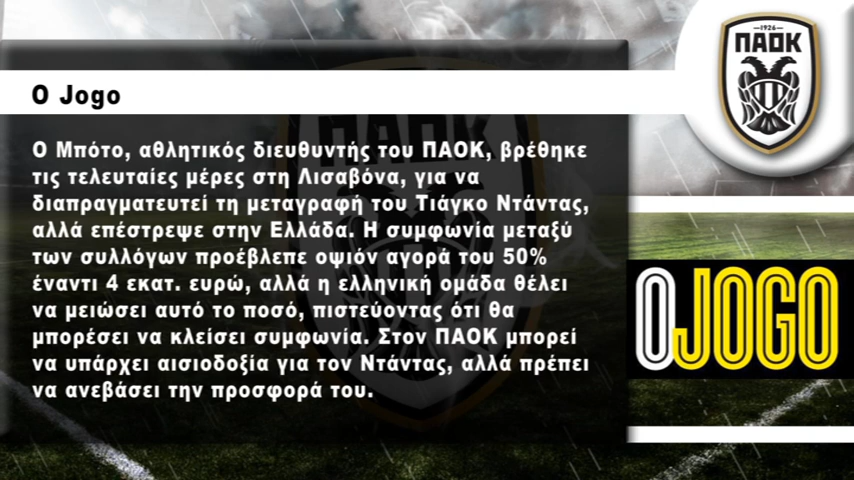 -1926-
ΠΑΟΚ
O Jogo
Ο Μπότο, αθλητικός διευθυντής του ΠΑΟΚ, βρέθηκε
τις τελευταίες μέρες στη Λισαβόνα, για να
διαπραγματευτεί τη μεταγραφή του Τιάγκο Ντάντας,
αλλά επέστρεψε στην Ελλάδα. Η συμφωνία μεταξύ
των συλλόγων προέβλεπε οψιόν αγορά του 50%
έναντι 4 εκατ. ευρώ, αλλά η ελληνική ομάδα θέλει
να μειώσει αυτό το ποσό, πιστεύοντας ότι θα
μπορέσει να κλείσει συμφωνία. Στον ΠΑΟΚ μπορεί
να υπάρχει αισιοδοξία για τον Ντάντας, αλλά πρέπει
να ανεβάσει την προσφορά του.
OJOGO